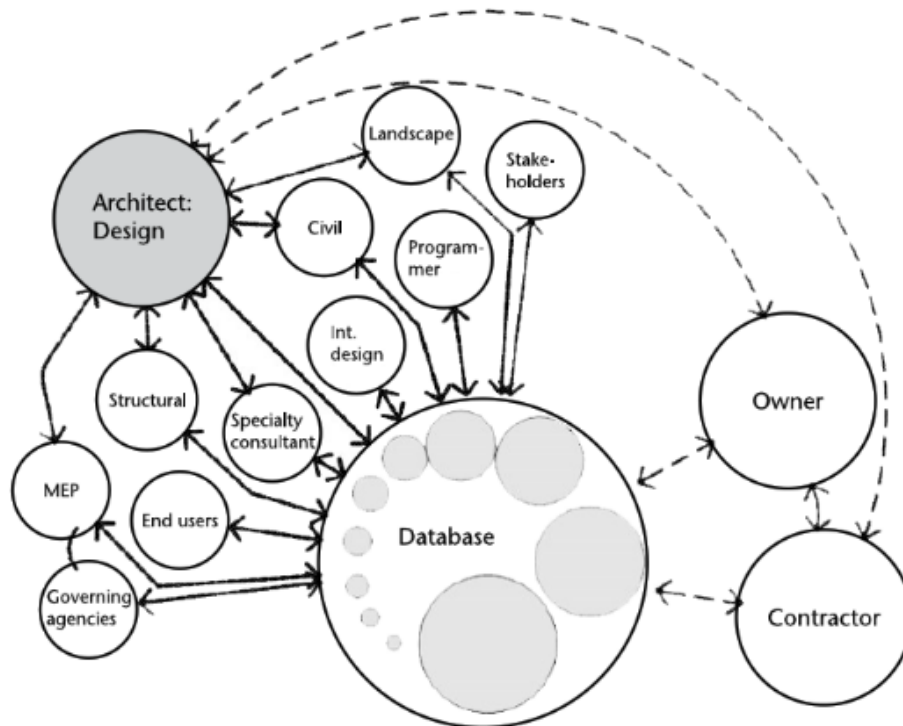 Landscape
Stake-
holders
Architect:
Design
Civil
Program-
mer
Int.
design
Structural
Specialty
consultant
Owner
MEP
End users
Database
Governing
agencies
Contractor